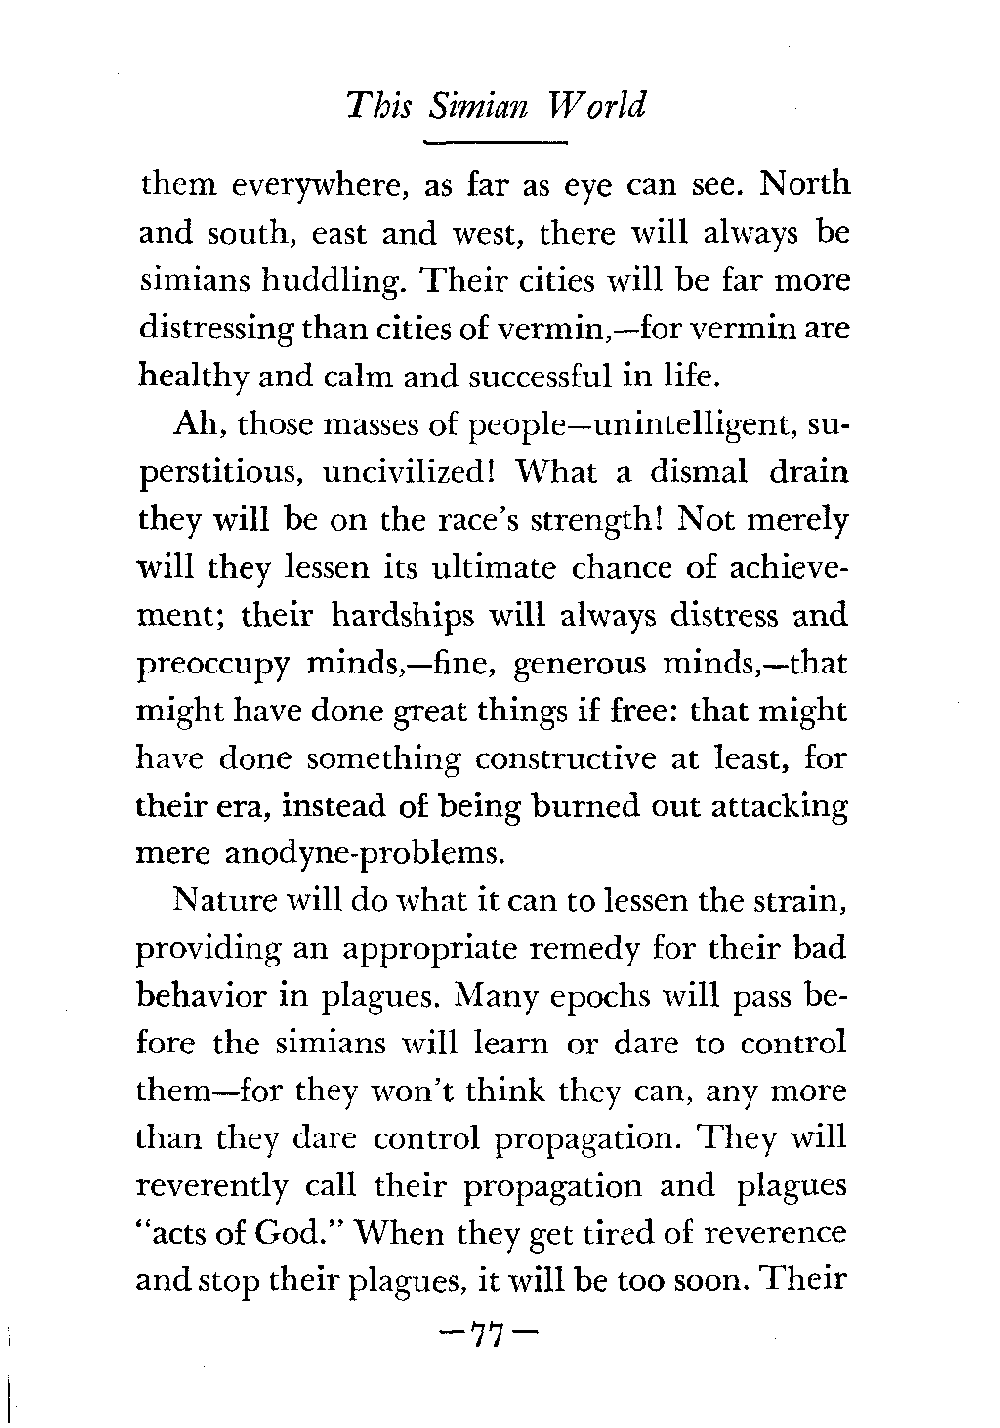 This Simian World
them everywhere, as far as eye can see. North
and south, east and west, there will always be
simians huddling. Their cities will be far more
distressing than cities of vermin,—for vermin are
healthy and calm and successful in life.
Ah, those masses of people—unintelligent, su-
perstitious, uncivilized! What a dismal drain
they will be on the race's strength! Not merely
will they lessen its ultimate chance of achieve-
ment; their hardships will always distress and
preoccupy minds,—fine, generous minds,—that
might have done great things if free: that might
have done something constructive at least, for
their era, instead of being burned out attacking
mere anodyne-problems.
Nature will do what it can to lessen the strain,
providing an appropriate remedy for their bad
behavior in plagues. Many epochs will pass be-
fore the simians will learn or dare to control
them—for they won't think they can, any more
than they dare control propagation. They will
reverently call their propagation and plagues
"acts of God." When they get tired of reverence
and stop their plagues, it will be too soon. Their
—77—